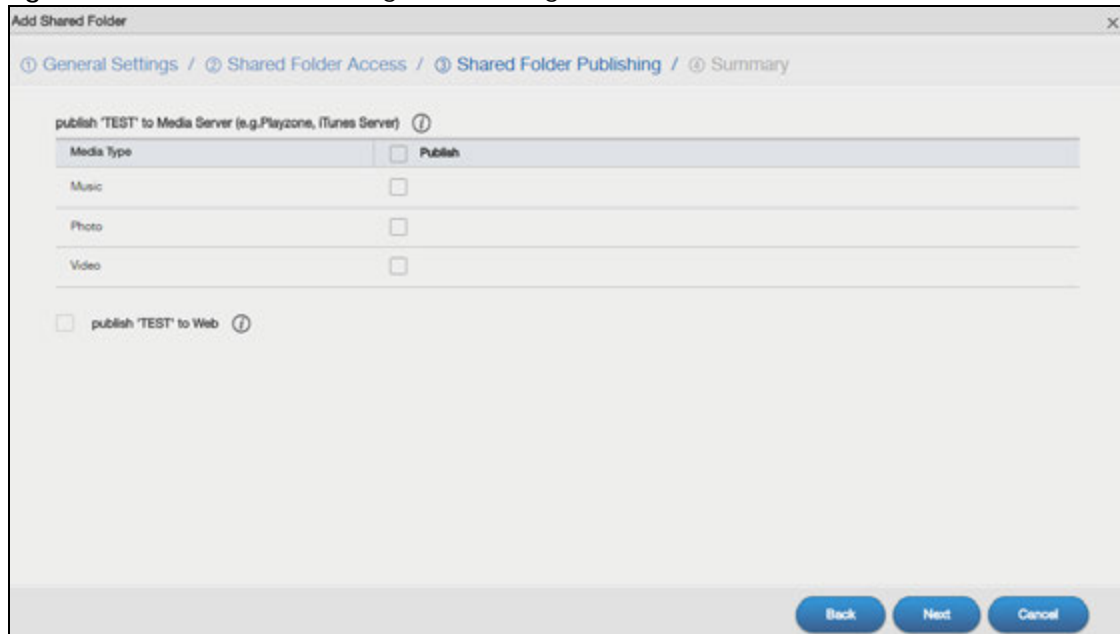 Add Shared Folder
① General Settings / ② Shared Folder Access / ③ Shared Folder Publishing / ④ Summary
publish 'TEST' to Media Server (e.g.Playzone, iTunes Server) i
Media Type Publish
Music
Photo
Video
publish 'TEST' to Web i
Back Next Cancel